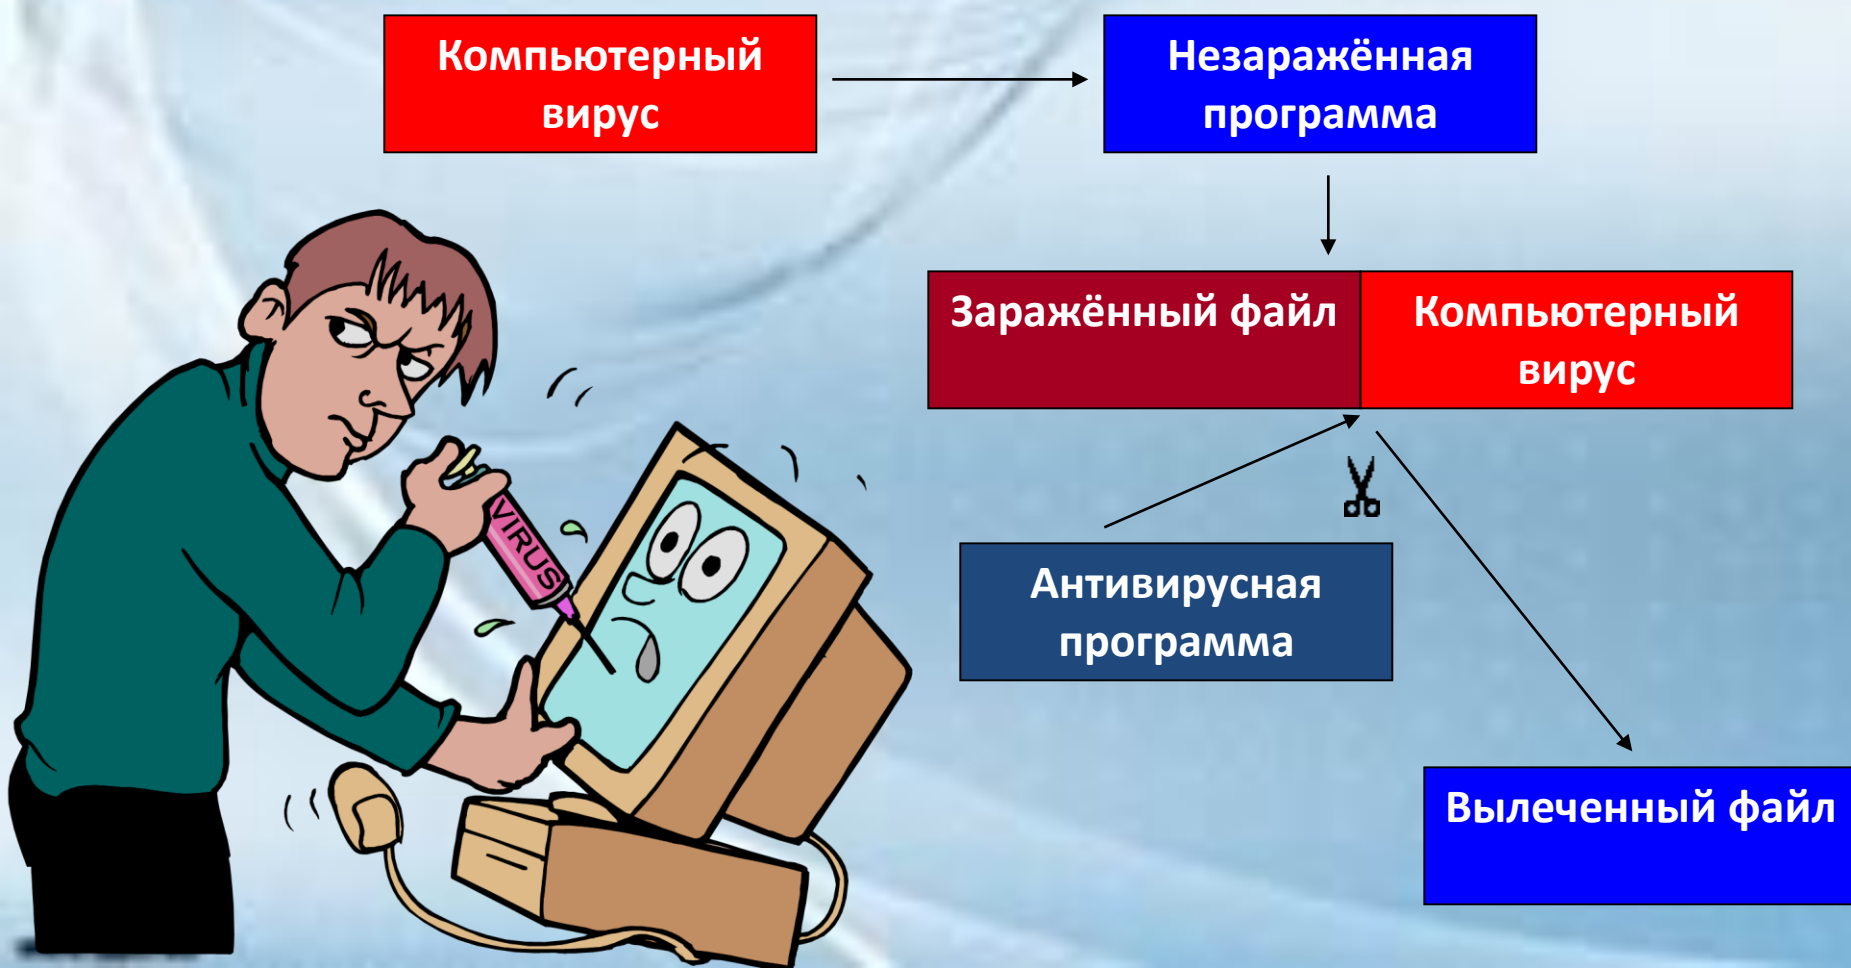 Компьютерный
вирус
Незаражённая
программа
Заражённый файл
Компьютерный
вирус
VIRUS
Антивирусная
программа
Вылеченный файл